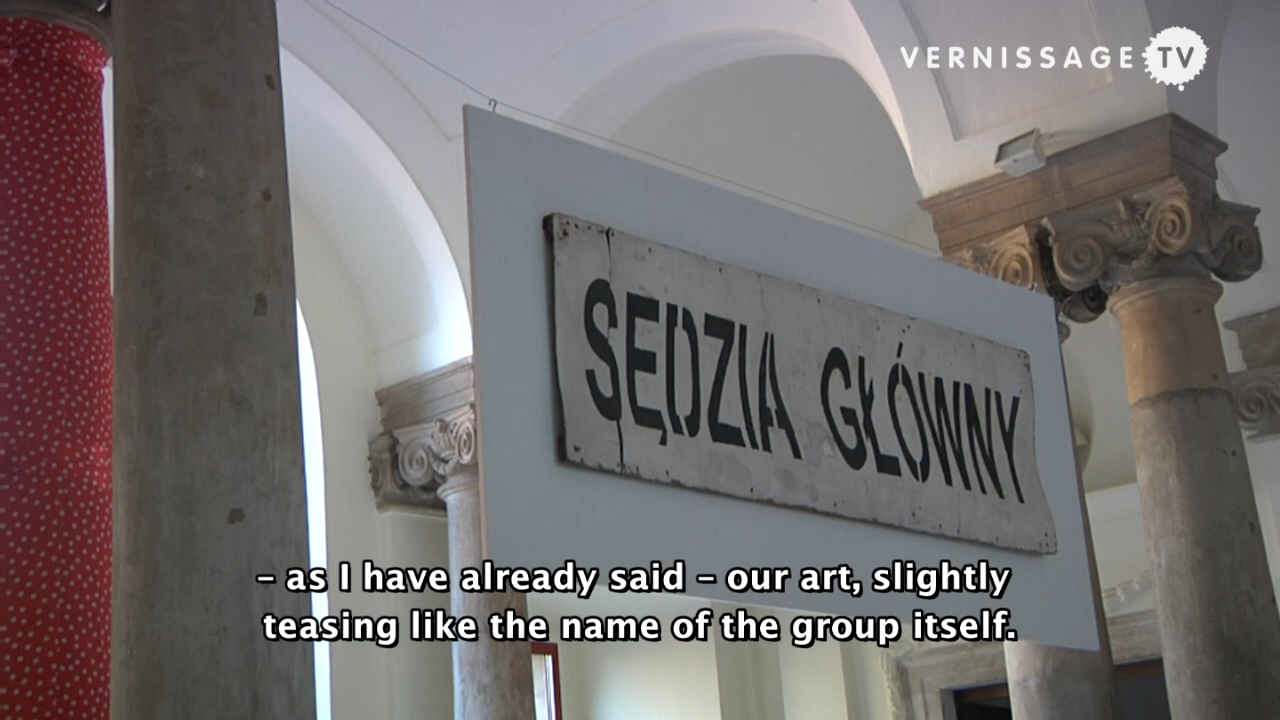 VERNISSAGE TV
SĘDZIA GŁÓWNY
– as I have already said – our art, slightly
teasing like the name of the group itself.